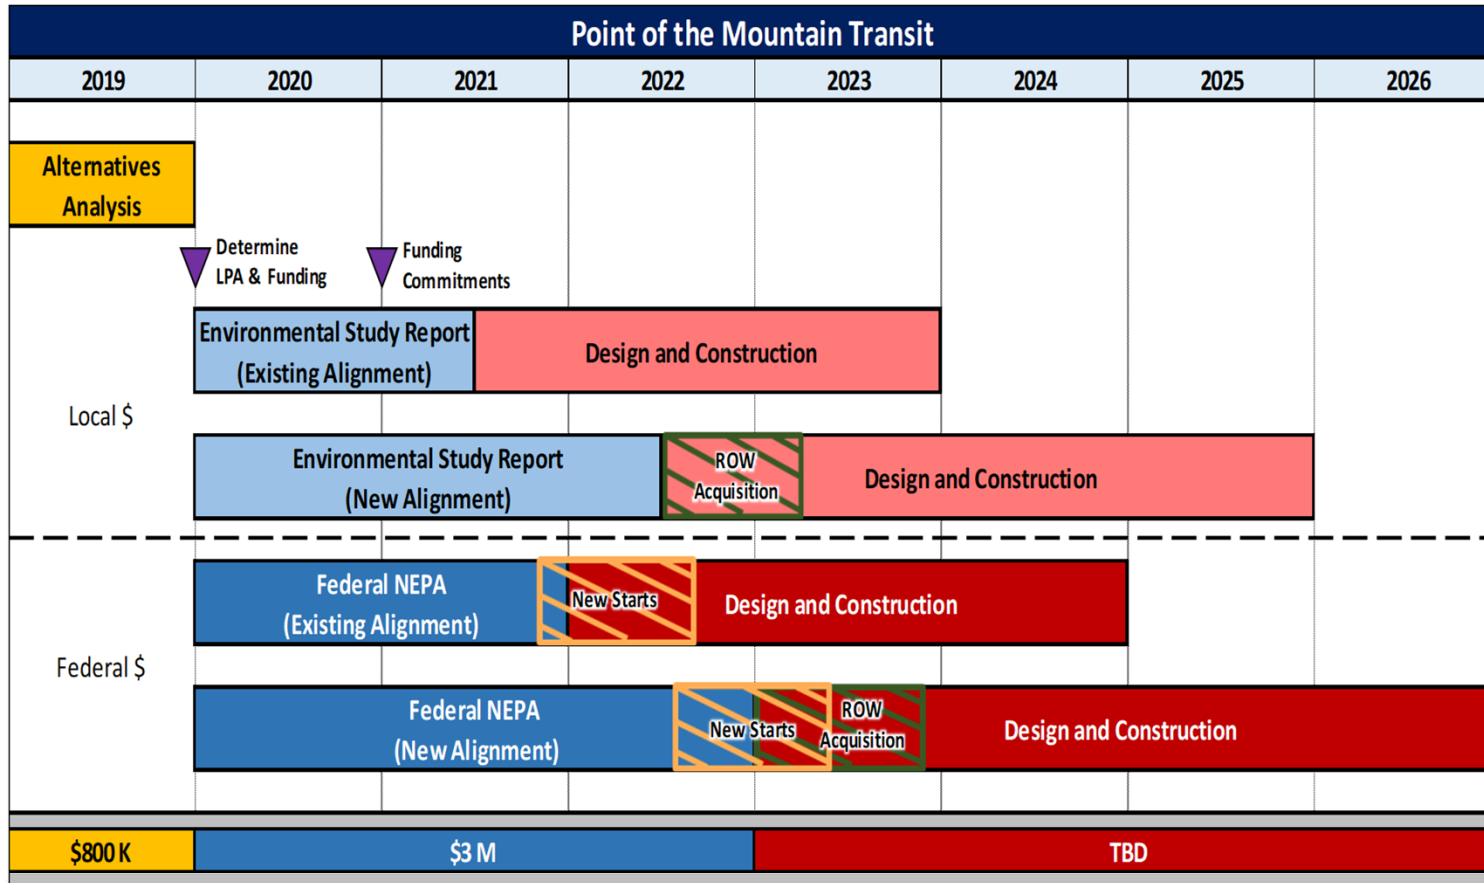 Point of the Mountain Transit
2019 2020 2021 2022 2023 2024 2025 2026
Alternatives
Analysis
Determine
LPA & Funding
Funding
Commitments
Local $
Environmental Study Report
(Existing Alignment)
Design and Construction
Environmental Study Report
(New Alignment)
ROW
Acquisition
Design and Construction
Federal $
Federal NEPA
(Existing Alignment)
New Starts
Design and Construction
Federal NEPA
(New Alignment)
New Starts
ROW
Acquisition
Design and Construction
$800 K $3 M TBD